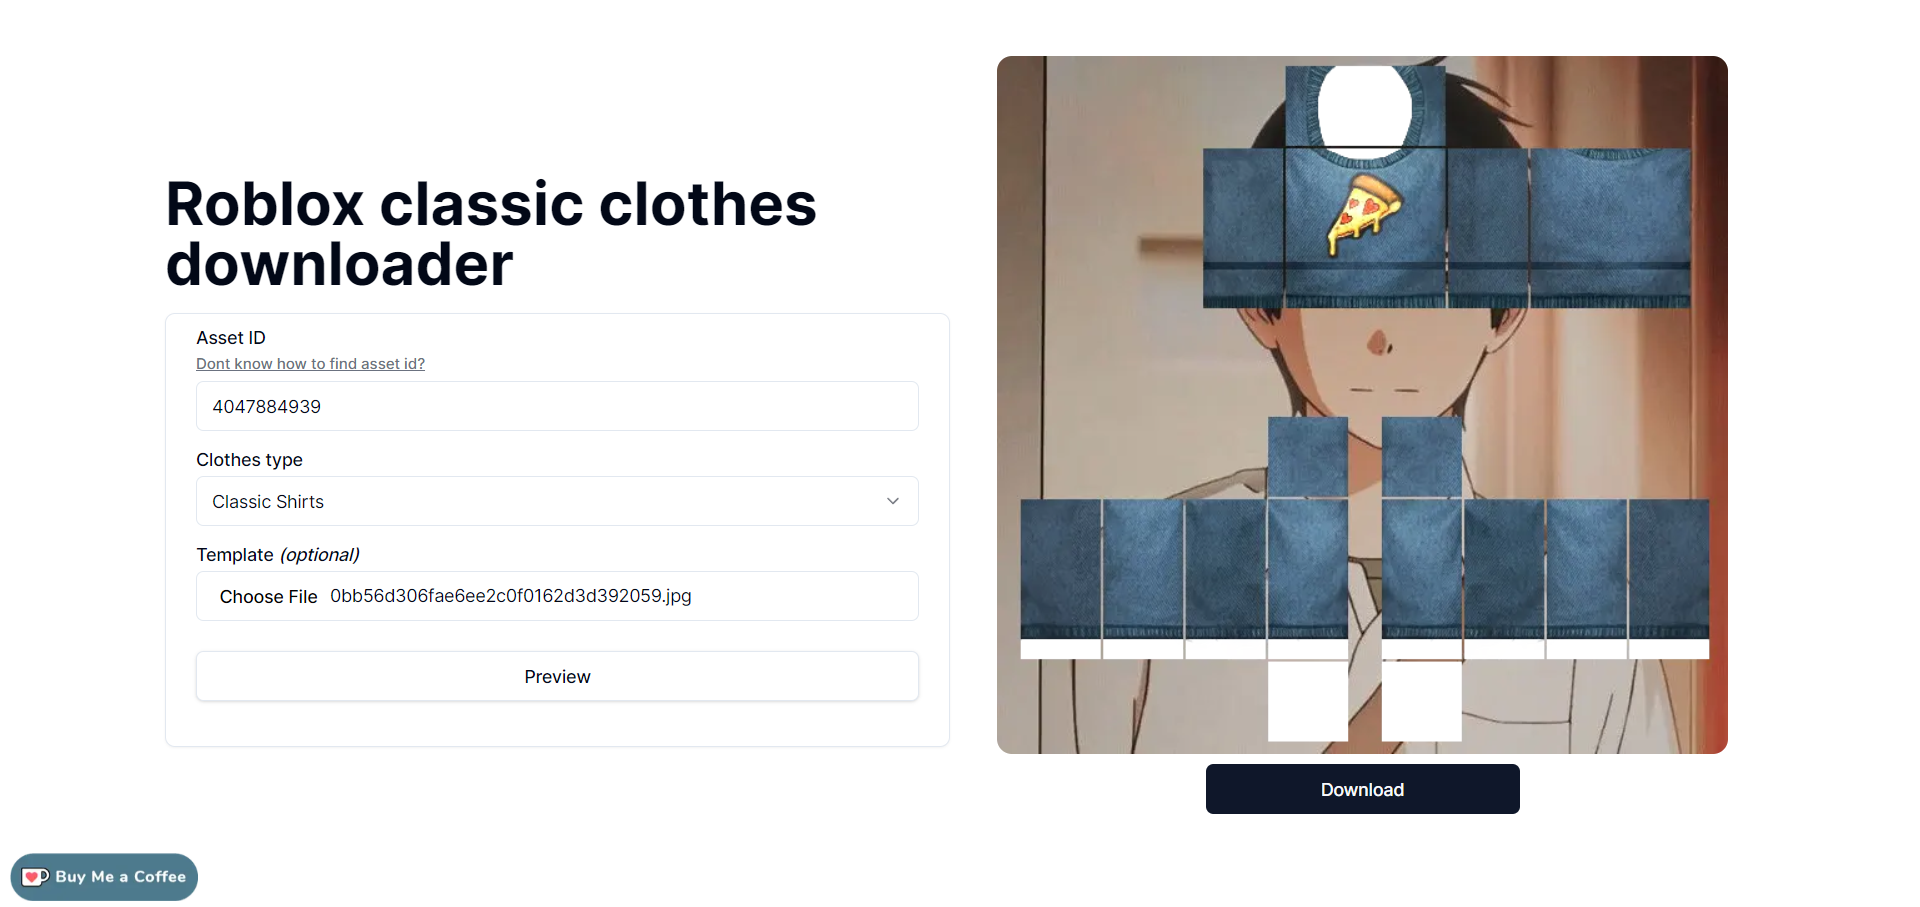 Roblox classic clothes
downloader
Asset ID
Dont know how to find asset id?
4047884939
Clothes type
Classic Shirts
Template (optional)
Choose File 0bb56d306fae6ee2c0f0162d3d392059.jpg
Preview
Download
Buy Me a Coffee